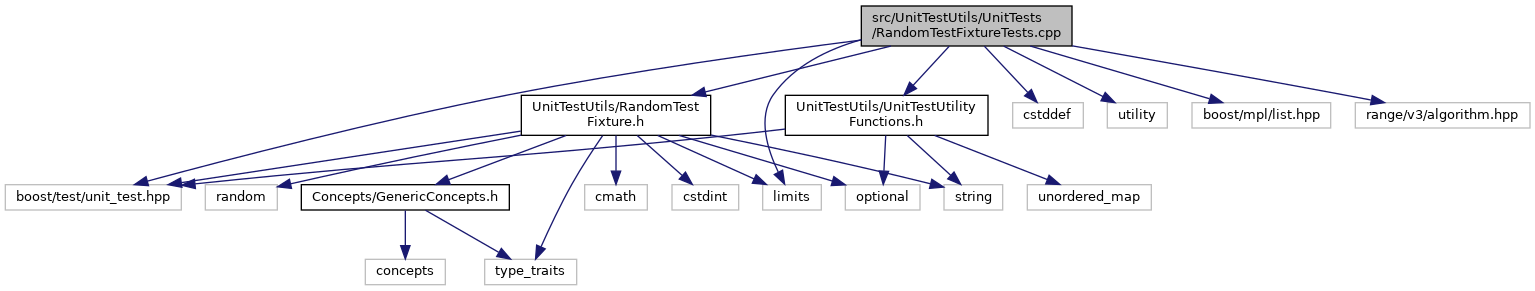 src/UnitTestUtils/UnitTests
/RandomTestFixtureTests.cpp
UnitTestUtils/RandomTest
Fixture.h
UnitTestUtils/UnitTestUtility
Functions.h
cstddef
utility
boost/mpl/list.hpp
range/v3/algorithm.hpp
boost/test/unit_test.hpp
random
Concepts/GenericConcepts.h
cmath
cstdint
limits
optional
string
unordered_map
concepts
type_traits